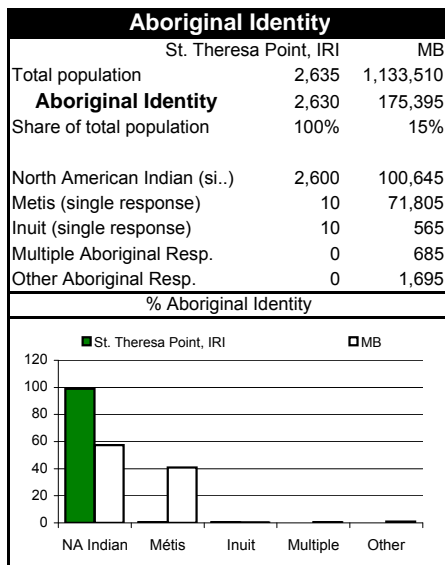 Aboriginal Identity
St. Theresa Point, IRI MB
Total population 2,635 1,133,510
Aboriginal Identity 2,630 175,395
Share of total population 100% 15%
North American Indian (si..) 2,600 100,645
Metis (single response) 10 71,805
Inuit (single response) 10 565
Multiple Aboriginal Resp. 0 685
Other Aboriginal Resp. 0 1,695
% Aboriginal Identity
St. Theresa Point, IRI MB
120
100
80
60
40
20
0
NA Indian Métis Inuit Multiple Other